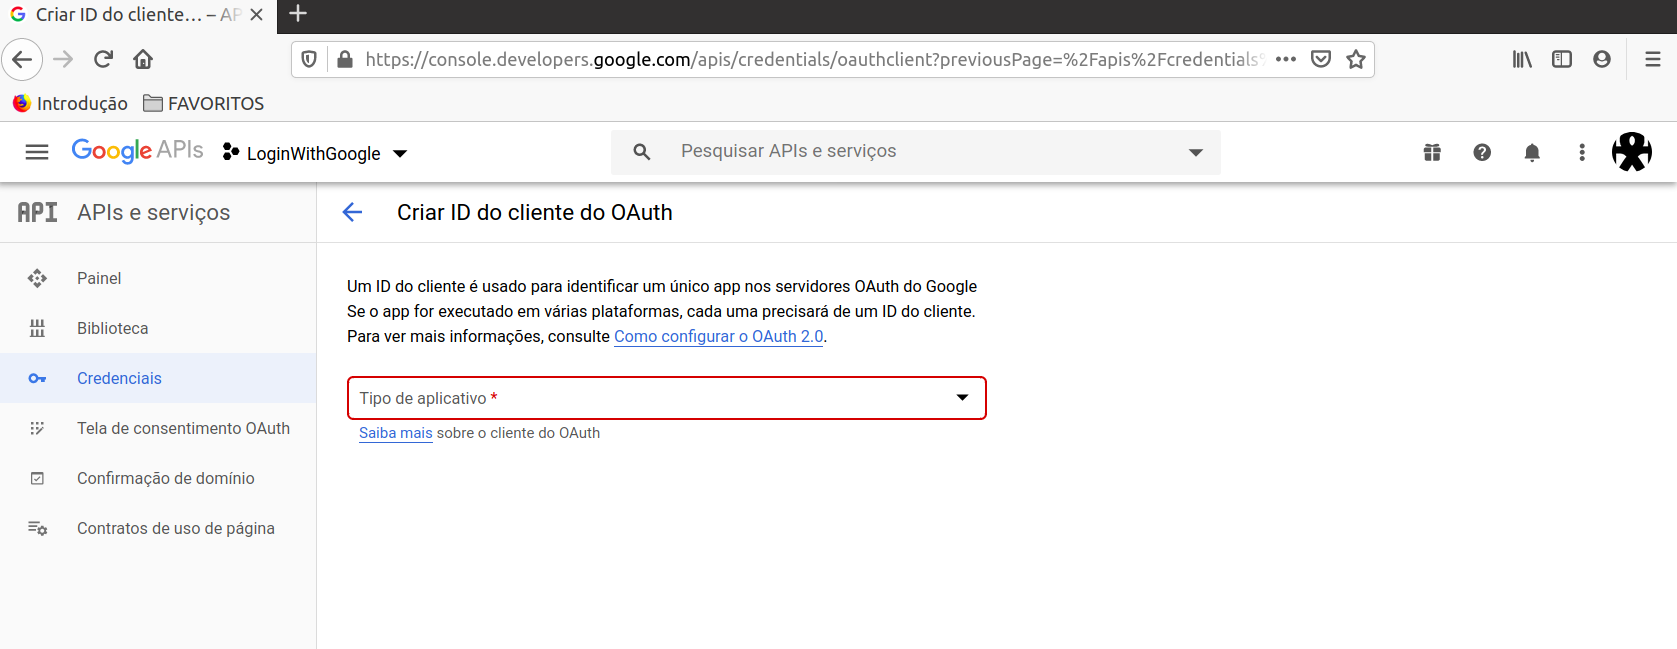 Criar ID do cliente… – AP
https://console.developers.google.com/apis/credentials/oauthclient?previousPage=%2Fapis%2Fcredentials%
Introdução FAVORITOS
Google APIs LoginWithGoogle Pesquisar APIs e serviços
API APIs e serviços
Criar ID do cliente do OAuth
Painel
Biblioteca
Credenciais
Tela de consentimento OAuth
Confirmação de domínio
Contratos de uso de página
Um ID do cliente é usado para identificar um único app nos servidores OAuth do Google
Se o app for executado em várias plataformas, cada uma precisará de um ID do cliente.
Para ver mais informações, consulte Como configurar o OAuth 2.0.
Tipo de aplicativo *
Saiba mais sobre o cliente do OAuth